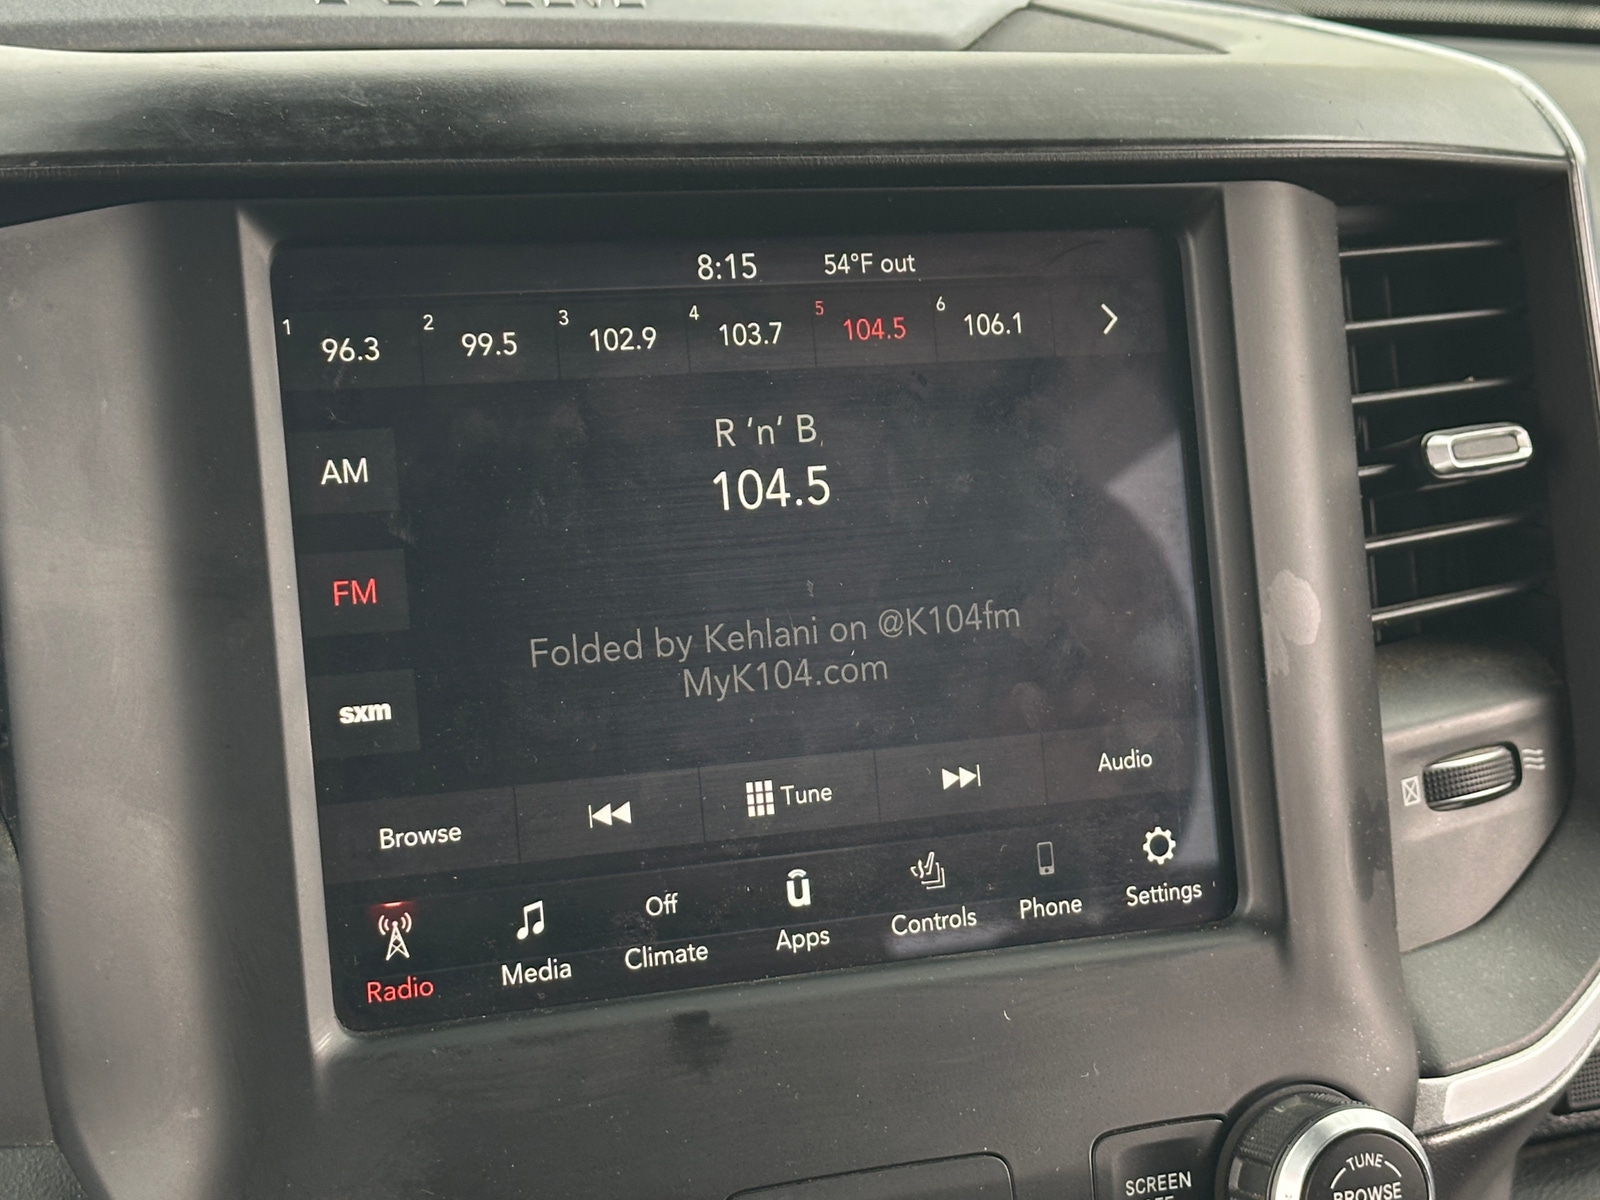 8:15 54°F out
1 96.3 2 99.5 3 102.9 4 103.7 5 104.5 6 106.1
R 'n' B
104.5
AM
FM
sxm
Folded by Kehlani on @K104fm
MyK104.com
Browse Tune Audio
Radio Media Off Climate Apps Controls Phone Settings
SCREEN
TUNE
BROWSE